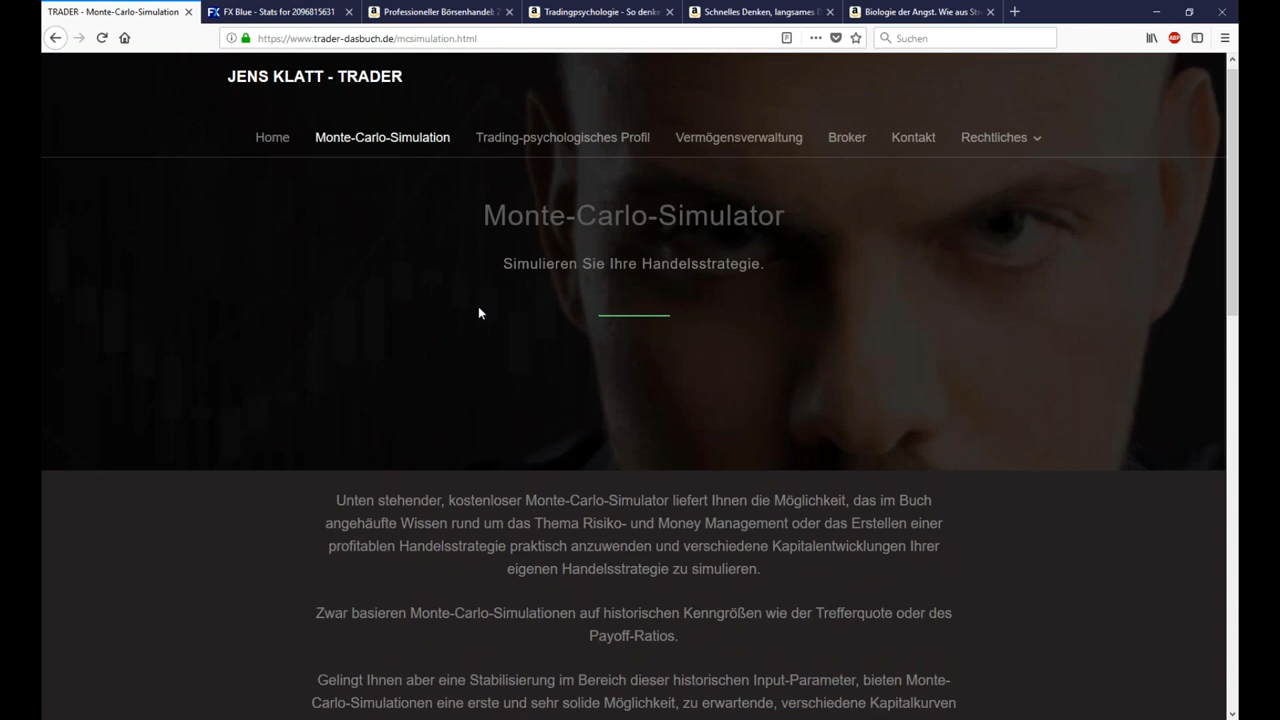 TRADER - Monte-Carlo-Simulation
FX Blue - Stats for 2096815631
Professioneller Börsenhandel:
Tradingpsychologie - So denke
Schnelles Denken, langsames D
Biologie der Angst. Wie aus Str
https://www.trader-dasbuch.de/mcsimulation.html
Suchen
ABP
JENS KLATT - TRADER
Home Monte-Carlo-Simulation Trading-psychologisches Profil Vermögensverwaltung Broker Kontakt Rechtliches
Monte-Carlo-Simulator
Simulieren Sie Ihre Handelsstrategie.
Unten stehender, kostenloser Monte-Carlo-Simulator liefert Ihnen die Möglichkeit, das im Buch
angehäufte Wissen rund um das Thema Risiko- und Money Management oder das Erstellen einer
profitablen Handelsstrategie praktisch anzuwenden und verschiedene Kapitalentwicklungen Ihrer
eigenen Handelsstrategie zu simulieren.
Zwar basieren Monte-Carlo-Simulationen auf historischen Kenngrößen wie der Trefferquote oder des
Payoff-Ratios.
Gelingt Ihnen aber eine Stabilisierung im Bereich dieser historischen Input-Parameter, bieten Monte-
Carlo-Simulationen eine erste und sehr solide Möglichkeit, zu erwartende, verschiedene Kapitalkurven